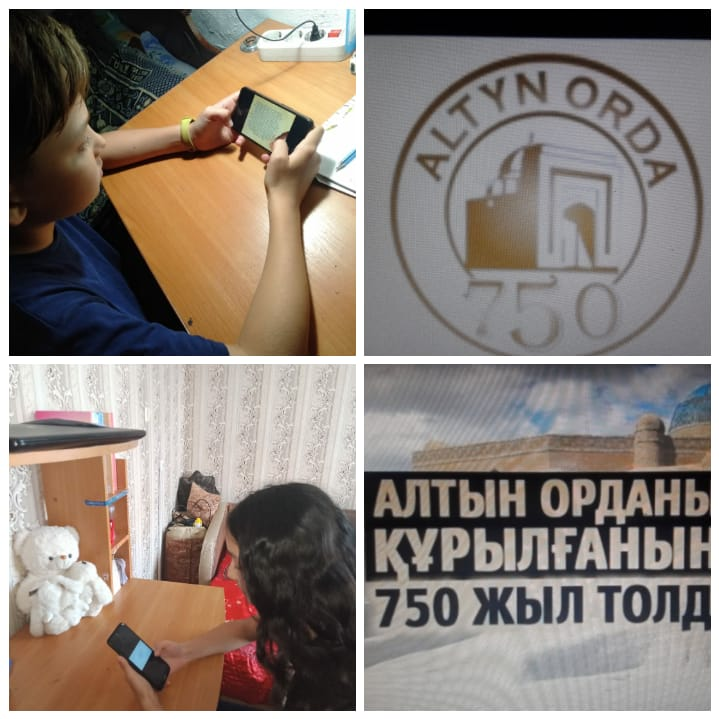 ALTYN ORDA
750
АЛТЫН ОРДАНЫ
ҚҰРЫЛҒАНЫН
750 ЖЫЛ ТОЛД